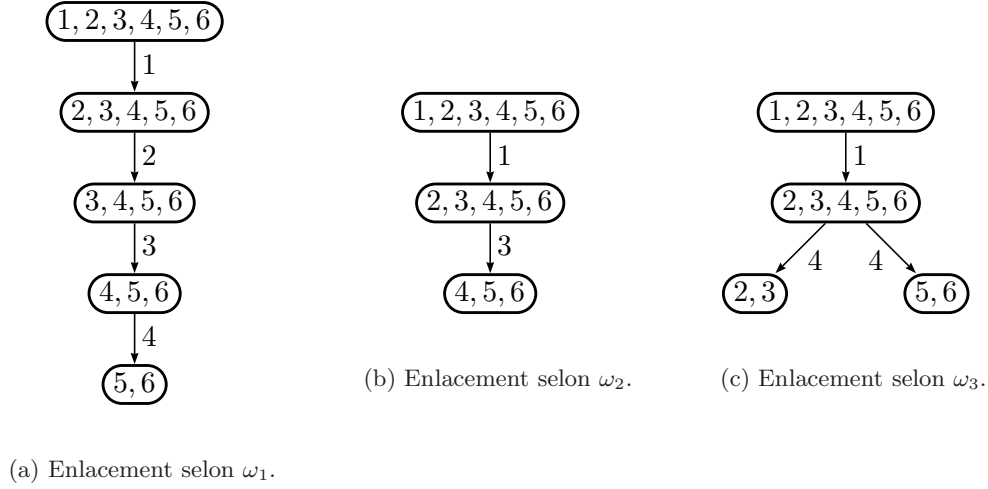 1, 2, 3, 4, 5, 6
1
2, 3, 4, 5, 6
2
3, 4, 5, 6
3
4, 5, 6
4
5, 6
(a) Enlacement selon ω₁.
1, 2, 3, 4, 5, 6
1
2, 3, 4, 5, 6
3
4, 5, 6
(b) Enlacement selon ω₂.
1, 2, 3, 4, 5, 6
1
2, 3, 4, 5, 6
4 4
2, 3 5, 6
(c) Enlacement selon ω₃.